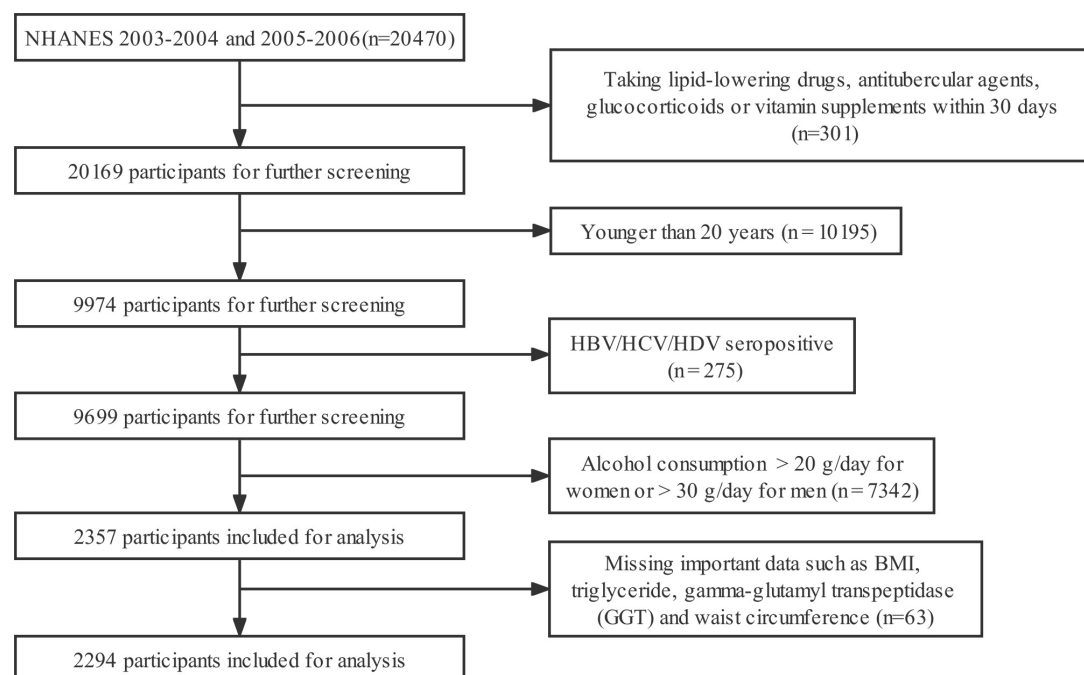 NHANES 2003-2004 and 2005-2006(n=20470)
Taking lipid-lowering drugs, antitubercular agents,
glucocorticoids or vitamin supplements within 30 days
(n=301)
20169 participants for further screening
Younger than 20 years (n=10195)
9974 participants for further screening
HBV/HCV/HDV seropositive
(n=275)
9699 participants for further screening
Alcohol consumption > 20 g/day for
women or > 30 g/day for men (n=7342)
2357 participants included for analysis
Missing important data such as BMI,
triglyceride, gamma-glutamyl transpeptidase
(GGT) and waist circumference (n=63)
2294 participants included for analysis